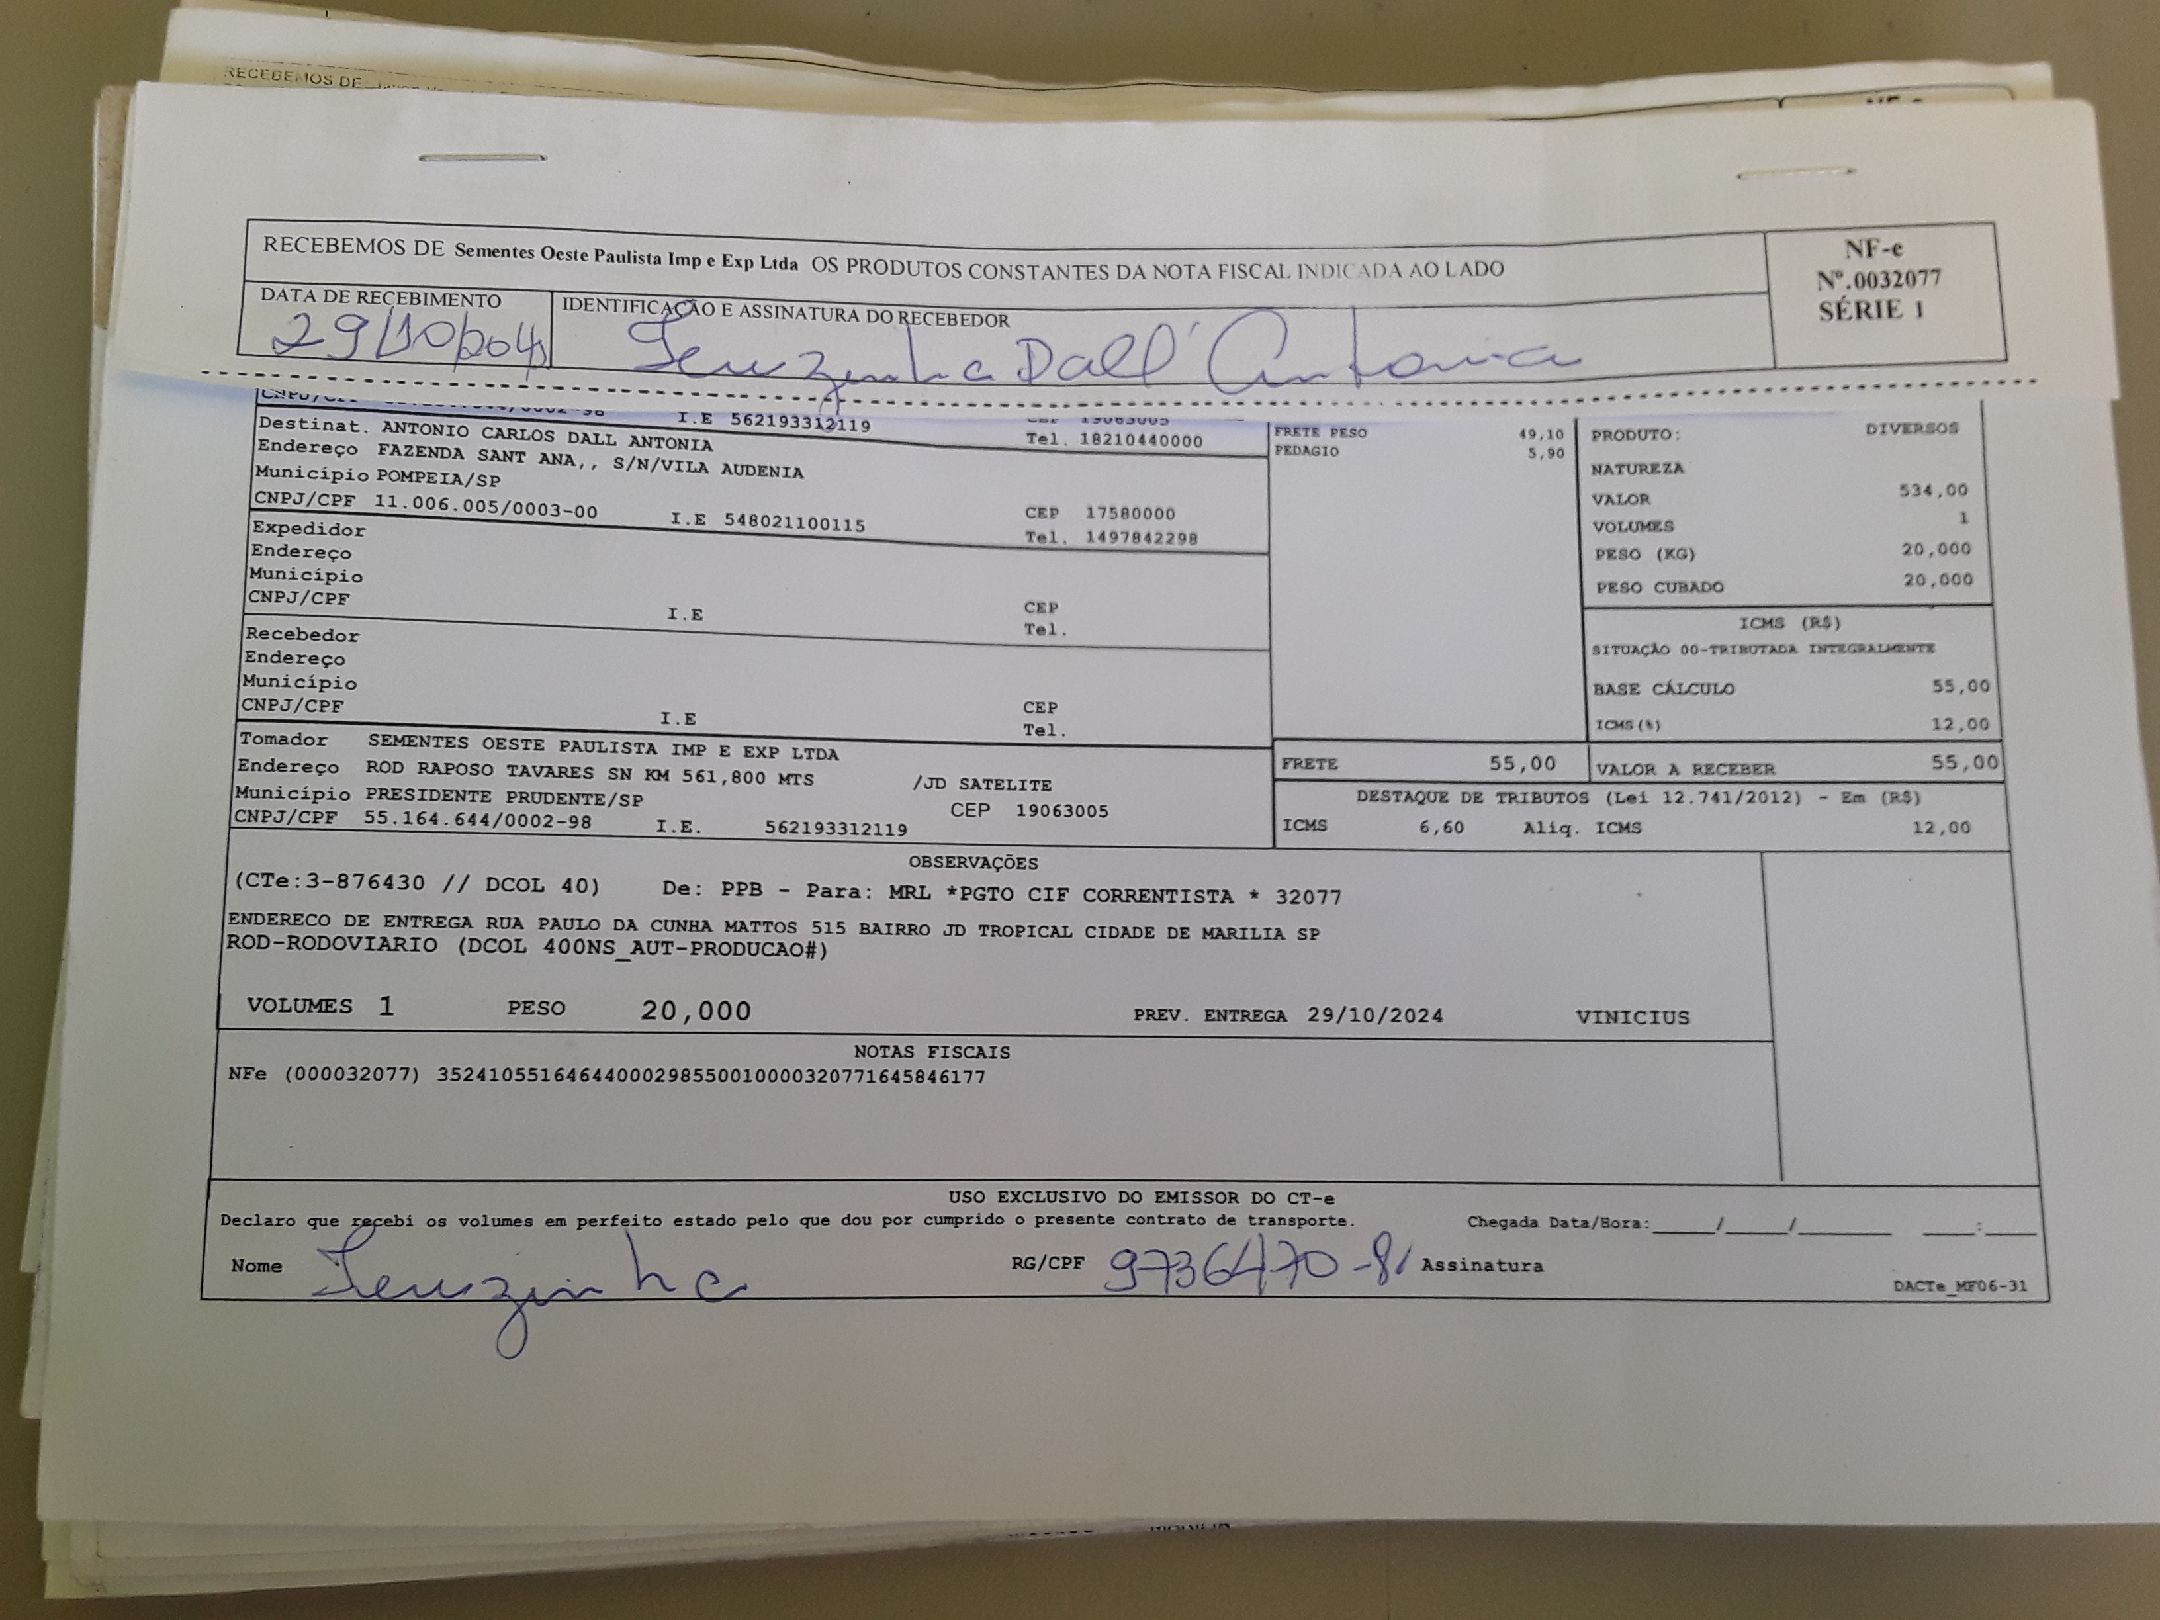 RECEBEMOS DE
RECEBEMOS DE Sementes Oeste Paulista Imp e Exp Ltda OS PRODUTOS CONSTANTES DA NOTA FISCAL INDICADA AO LADO
NF-e
Nº.0032077
SÉRIE 1
DATA DE RECEBIMENTO
IDENTIFICAÇÃO E ASSINATURA DO RECEBEDOR
29/10/
Dall' Antonia
I.E 562193312119
Destinat. ANTONIO CARLOS DALL ANTONIA Tel. 18210440000
Endereço FAZENDA SANT ANA,, S/N/VILA AUDENIA
Município POMPEIA/SP CEP 17580000
CNPJ/CPF 11.006.005/0003-00 I.E 548021100115 Tel. 1497842298
Expedidor
Endereço
Município CEP
CNPJ/CPF I.E Tel.
Recebedor
Endereço
Município CEP
CNPJ/CPF I.E Tel.
Tomador SEMENTES OESTE PAULISTA IMP E EXP LTDA
Endereço ROD RAPOSO TAVARES SN KM 561,800 MTS /JD SATELITE
Município PRESIDENTE PRUDENTE/SP CEP 19063005
CNPJ/CPF 55.164.644/0002-98 I.E. 562193312119
FRETE PESO 49,10
PEDAGIO 5,90
PRODUTO: DIVERSOS
NATUREZA
VALOR 534,00
VOLUMES 1
PESO (KG) 20,000
PESO CUBADO 20,000
ICMS (R$)
SITUAÇÃO 00-TRIBUTADA INTEGRALMENTE
BASE CÁLCULO 55,00
ICMS(%) 12,00
FRETE 55,00 VALOR A RECEBER 55,00
DESTAQUE DE TRIBUTOS (Lei 12.741/2012) - Em (R$)
ICMS 6,60 Aliq. ICMS 12,00
OBSERVAÇÕES
(CTe:3-876430 // DCOL 40) De: PPB - Para: MRL *PGTO CIF CORRENTISTA * 32077
ENDERECO DE ENTREGA RUA PAULO DA CUNHA MATTOS 515 BAIRRO JD TROPICAL CIDADE DE MARILIA SP
ROD-RODOVIARIO (DCOL 400NS_AUT-PRODUCAO#)
VOLUMES 1 PESO 20,000 PREV. ENTREGA 29/10/2024 VINICIUS
NOTAS FISCAIS
NFe (000032077) 35241055164644000298550010000320771645846177
USO EXCLUSIVO DO EMISSOR DO CT-e
Declaro que recebi os volumes em perfeito estado pelo que dou por cumprido o presente contrato de transporte. Chegada Data/Hora:____/____/______ ___:___
Nome RG/CPF 9736470-8 Assinatura
DACTe_MF06-31